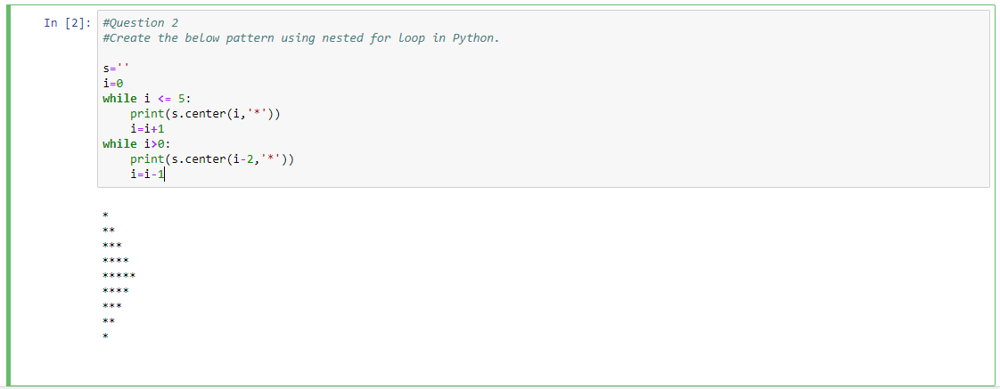 In [2]: #Question 2
#Create the below pattern using nested for loop in Python.
s=''
i=0
while i <= 5:
    print(s.center(i,'*'))
    i=i+1
while i>0:
    print(s.center(i-2,'*'))
    i=i-1
*
**
***
****
*****
****
***
**
*